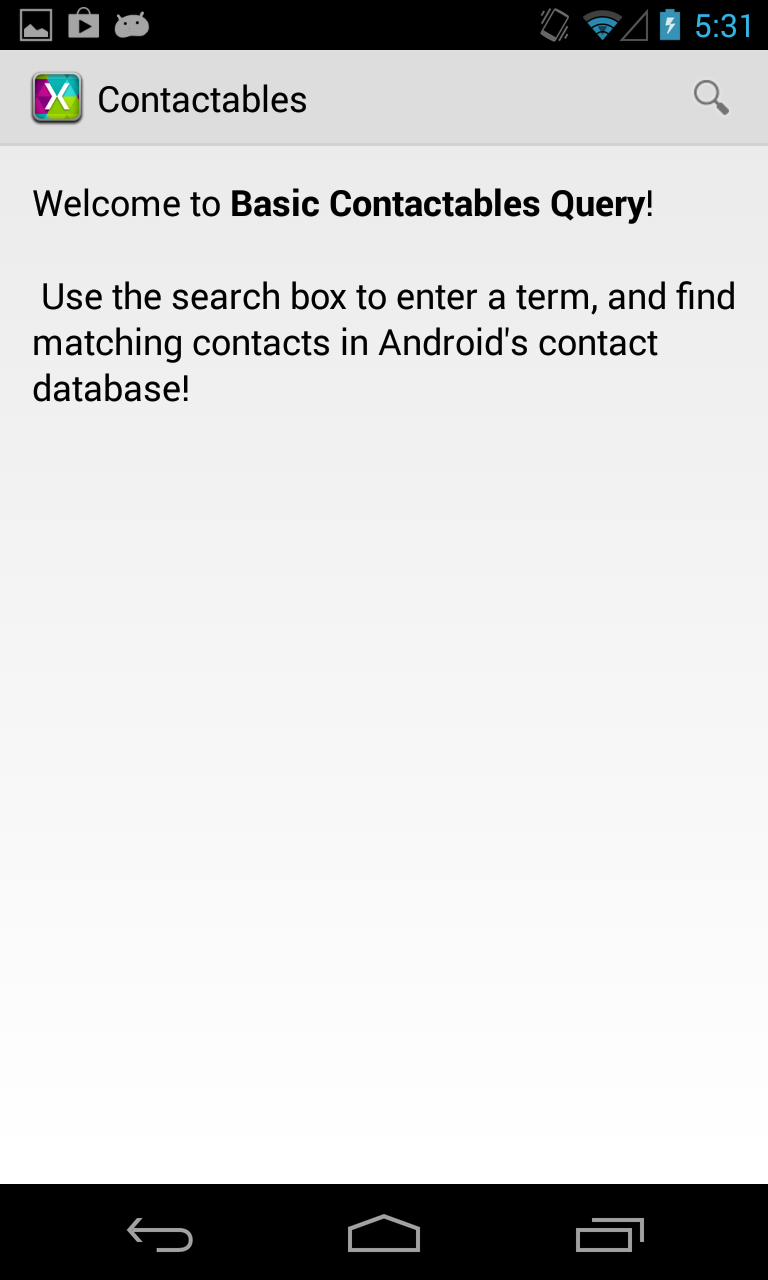 5:31
X Contactables
Welcome to Basic Contactables Query!
Use the search box to enter a term, and find
matching contacts in Android's contact
database!